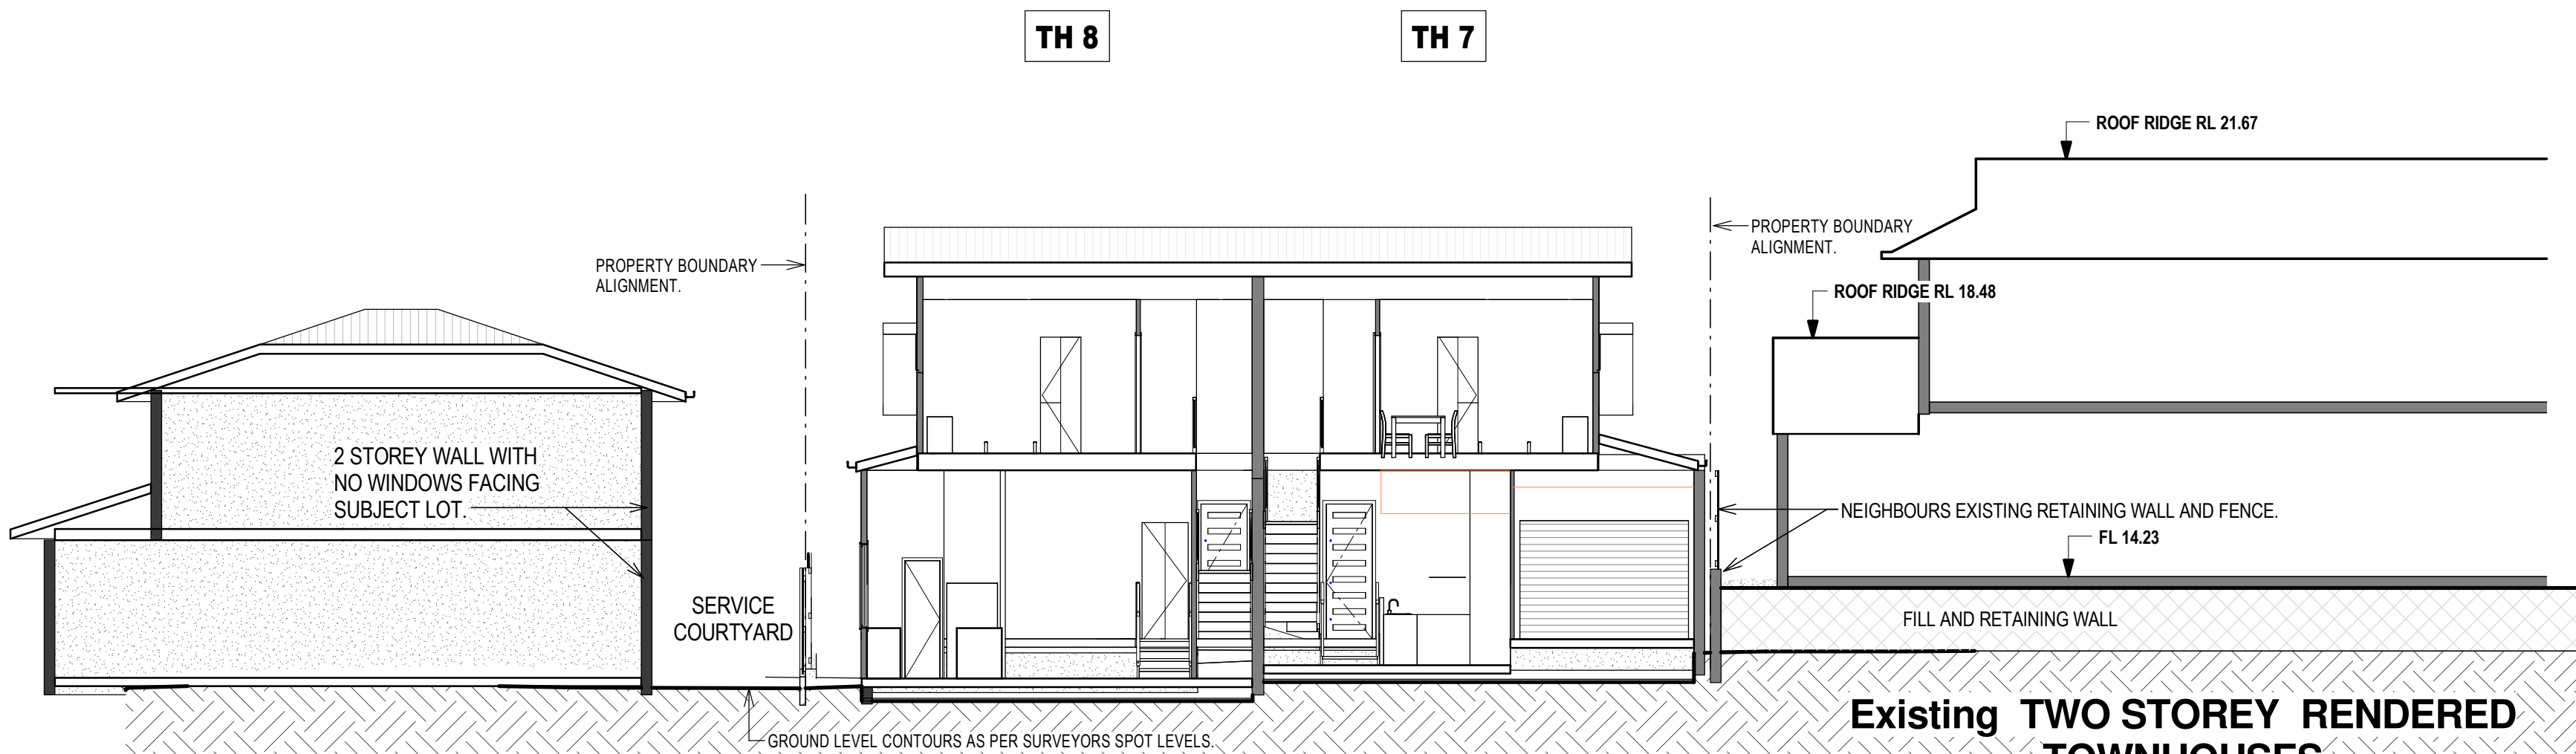 TH 8
TH 7
ROOF RIDGE RL 21.67
PROPERTY BOUNDARY
ALIGNMENT.
PROPERTY BOUNDARY
ALIGNMENT.
ROOF RIDGE RL 18.48
2 STOREY WALL WITH
NO WINDOWS FACING
SUBJECT LOT.
NEIGHBOURS EXISTING RETAINING WALL AND FENCE.
FL 14.23
SERVICE
COURTYARD
FILL AND RETAINING WALL
Existing TWO STOREY RENDERED
TOWNHOUSES
GROUND LEVEL CONTOURS AS PER SURVEYORS SPOT LEVELS.